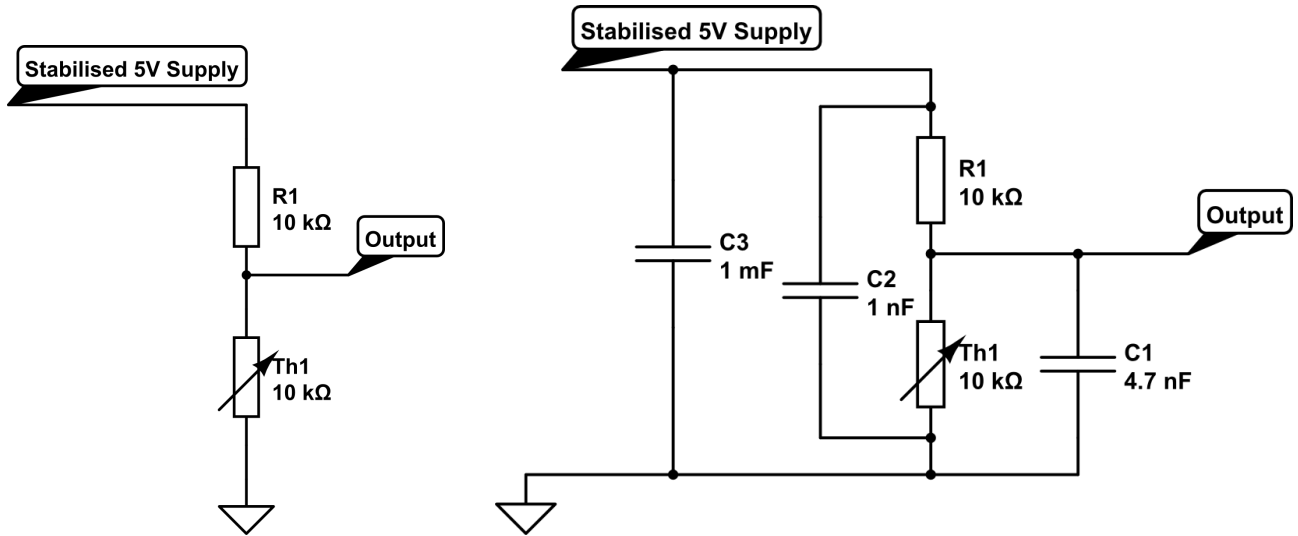 Stabilised 5V Supply
R1
10 kΩ
Output
Th1
10 kΩ
Stabilised 5V Supply
R1
10 kΩ
Output
C3
1 mF
C2
1 nF
Th1
10 kΩ
C1
4.7 nF